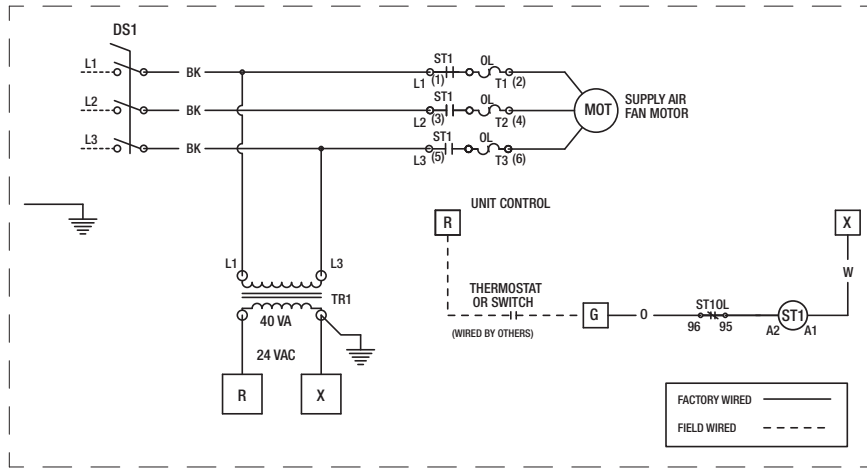 DS1
L1
BK
ST1
OL
L1 (1)
T1 (2)
L2
BK
ST1
OL
L2 (3)
T2 (4)
MOT
SUPPLY AIR
FAN MOTOR
L3
BK
ST1
OL
L3 (5)
T3 (6)
UNIT CONTROL
R
X
L1
L3
TR1
40 VA
24 VAC
R
X
THERMOSTAT
OR SWITCH
(WIRED BY OTHERS)
G
O
ST1OL
96
95
ST1
A2
A1
W
FACTORY WIRED
FIELD WIRED